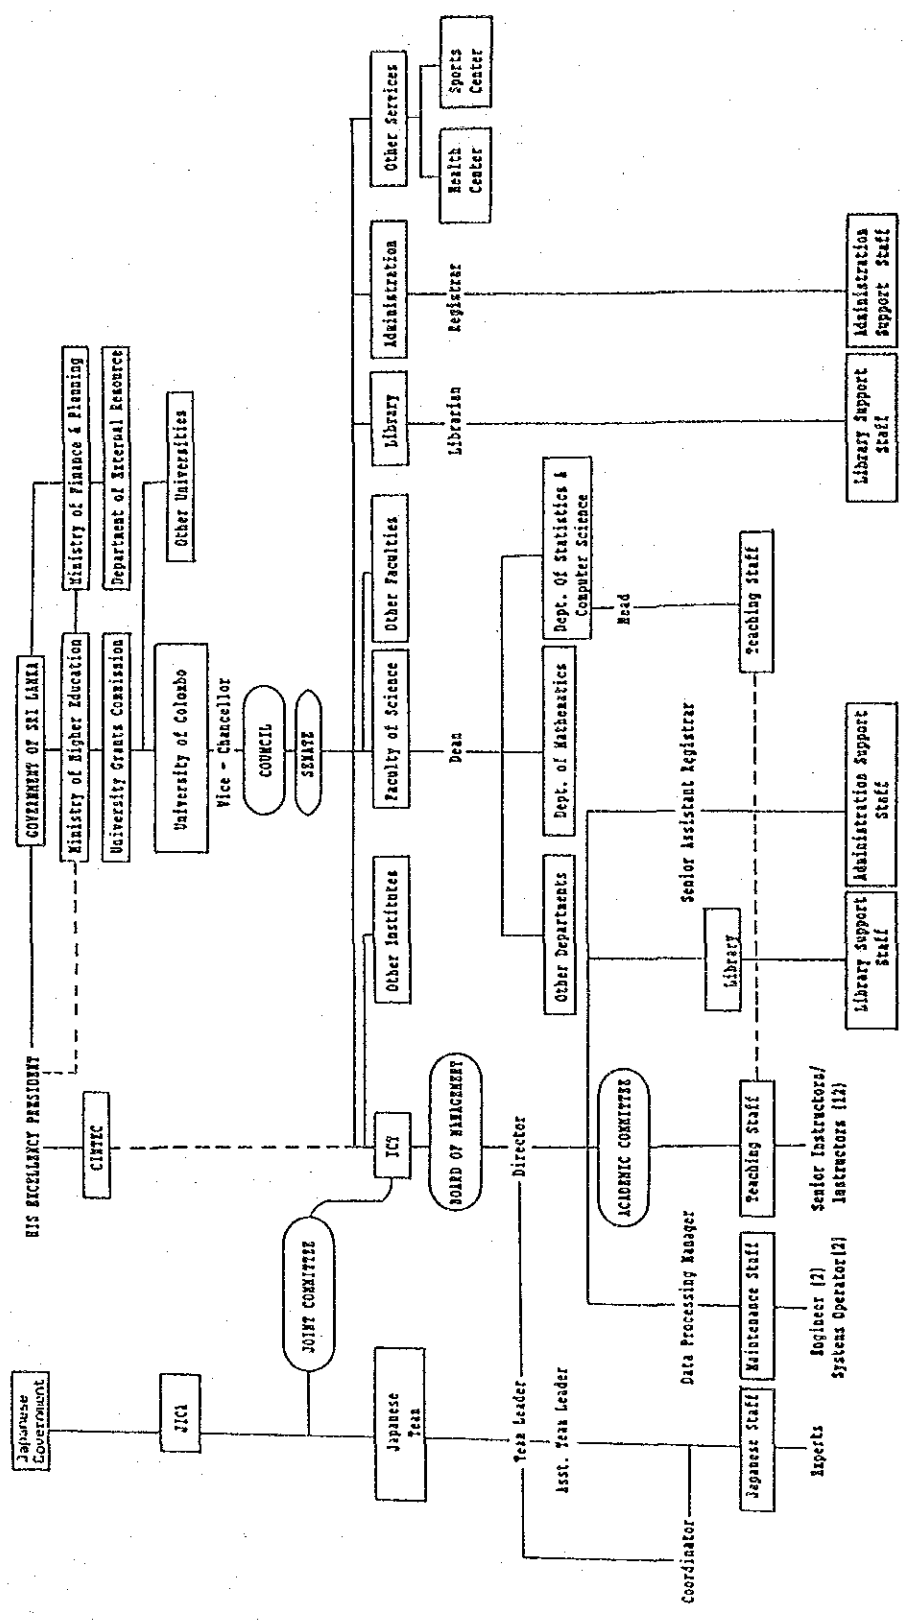 Japanese
Government
JICA
JOINT COMMITTEE
Japanese
Team
Team Leader
Asst. Team Leader
Coordinator
Japanese Staff
Experts
HIS EXCELLENCY PRESIDENT
CINTEC
ICT
BOARD OF MANAGEMENT
Director
ACADEMIC COMMITTEE
Data Processing Manager
Maintenance Staff
Engineer (2)
Systems Operator(2)
Teaching Staff
Senior Instructors/
Instructors (12)
GOVERNMENT OF SRI LANKA
Ministry of Higher Education
Ministry of Finance & Planning
University Grants Commission
Department of External Resource
University of Colombo
Other Universities
Vice - Chancellor
COUNCIL
SENATE
Other Institutes
Faculty of Science
Other Faculties
Library
Administration
Other Services
Dean
Librarian
Registrar
Health
Center
Sports
Center
Other Departments
Dept. of Mathematics
Dept. Of Statistics &
Computer Science
Head
Library
Senior Assistant Registrar
Teaching Staff
Library Support
Staff
Administration Support
Staff
Library Support
Staff
Administration
Support Staff